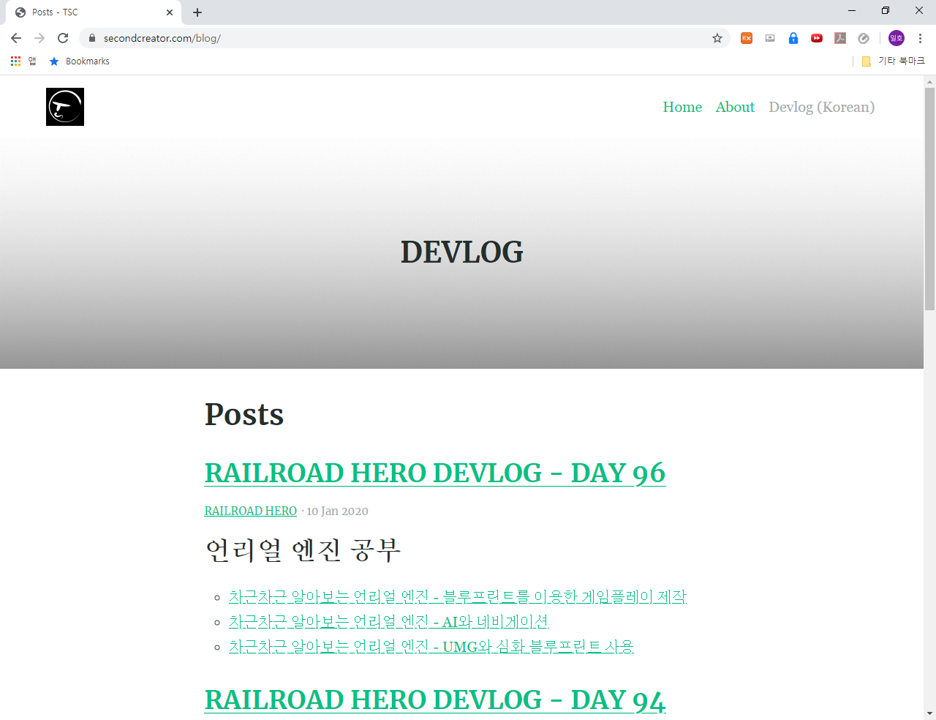 Posts - TSC
secondcreator.com/blog/
일호
앱 Bookmarks 기타 북마크
Home About Devlog (Korean)
DEVLOG
Posts
RAILROAD HERO DEVLOG - DAY 96
RAILROAD HERO · 10 Jan 2020
언리얼 엔진 공부
차근차근 알아보는 언리얼 엔진 - 블루프린트를 이용한 게임플레이 제작
차근차근 알아보는 언리얼 엔진 - AI와 네비게이션
차근차근 알아보는 언리얼 엔진 - UMG와 심화 블루프린트 사용
RAILROAD HERO DEVLOG - DAY 94